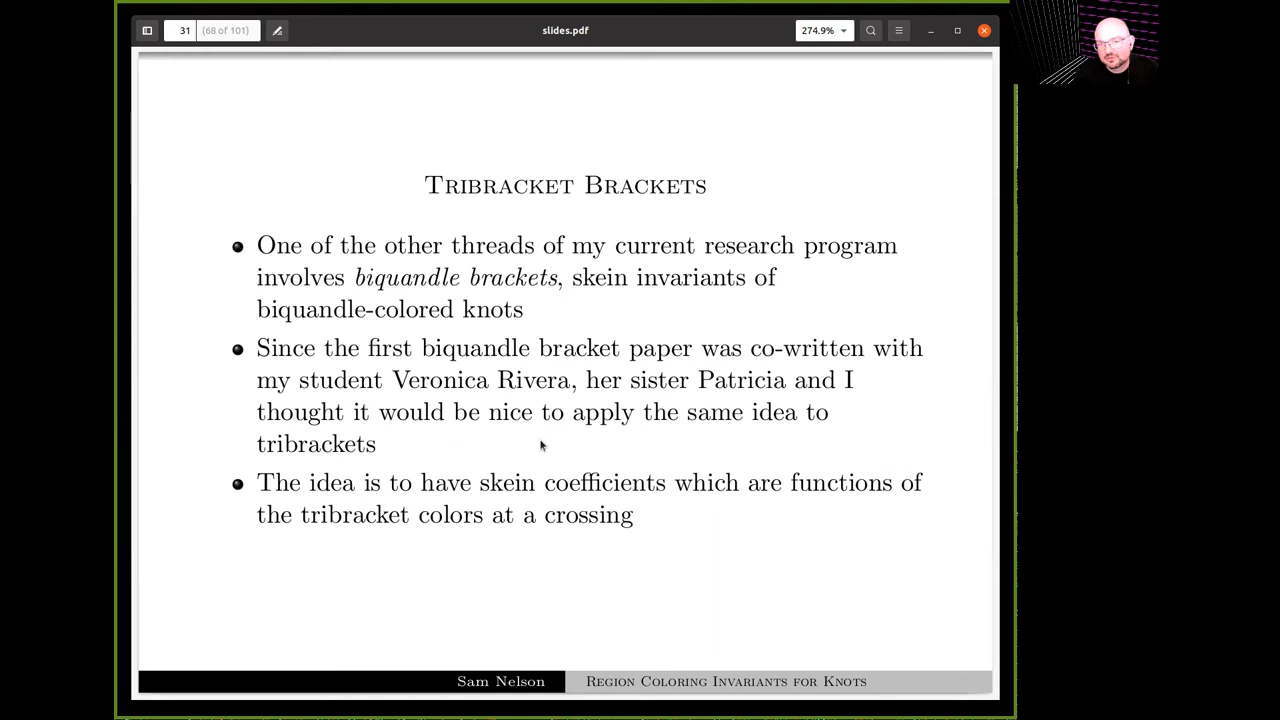 31 (68 of 101) slides.pdf 274.9%
Tribracket Brackets
One of the other threads of my current research program
involves biquandle brackets, skein invariants of
biquandle-colored knots
Since the first biquandle bracket paper was co-written with
my student Veronica Rivera, her sister Patricia and I
thought it would be nice to apply the same idea to
tribrackets
The idea is to have skein coefficients which are functions of
the tribracket colors at a crossing
Sam Nelson Region Coloring Invariants for Knots